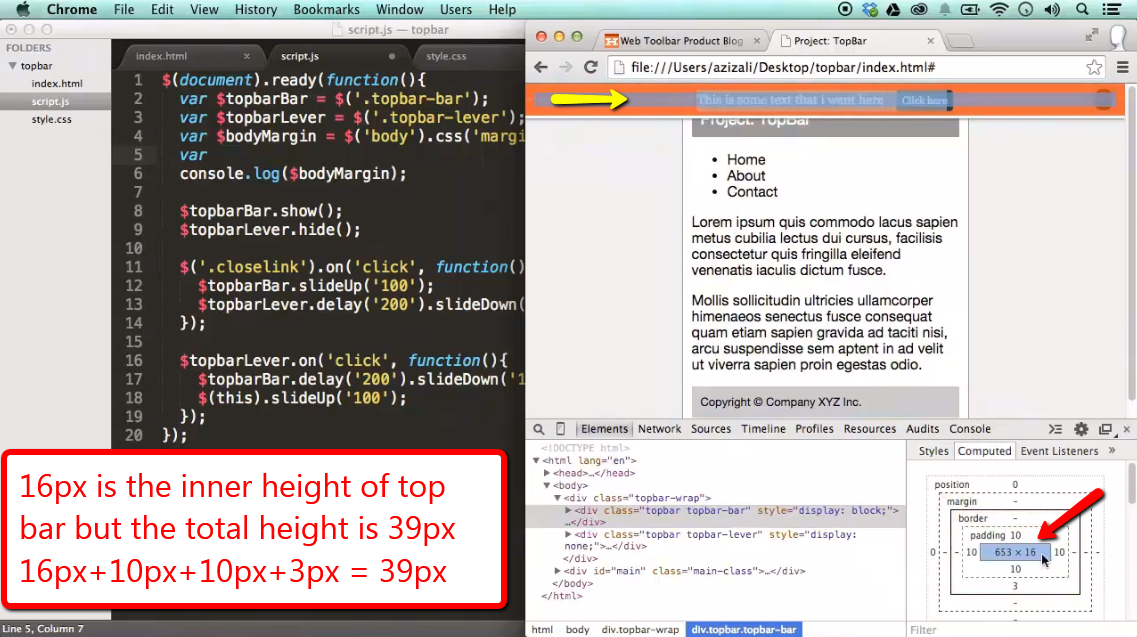 Chrome File Edit View History Bookmarks Window Users Help
script.js — topbar
FOLDERS
topbar
index.html
script.js
style.css
index.html × script.js style.css
1 $(document).ready(function(){
2 var $topbarBar = $('.topbar-bar');
3 var $topbarLever = $('.topbar-lever');
4 var $bodyMargin = $('body').css('margi
5 var
6 console.log($bodyMargin);
7
8 $topbarBar.show();
9 $topbarLever.hide();
10
11 $('.closelink').on('click', function()
12 $topbarBar.slideUp('100');
13 $topbarLever.delay('200').slideDown(
14 });
15
16 $topbarLever.on('click', function(){
17 $topbarBar.delay('200').slideDown('1
18 $(this).slideUp('100');
19 });
20 });
16px is the inner height of top
bar but the total height is 39px
16px+10px+10px+3px = 39px
Line 5, Column 7
Web Toolbar Product Blog × Project: TopBar ×
file:///Users/azizali/Desktop/topbar/index.html#
This is some text that i went here Click here
Project: TopBar
• Home
• About
• Contact
Lorem ipsum quis commodo lacus sapien
metus cubilia lectus dui cursus, facilisis
consectetur quis fringilla eleifend
venenatis iaculis dictum fusce.
Mollis sollicitudin ultricies ullamcorper
himenaeos senectus fusce consequat
quam etiam sapien gravida ad taciti nisi,
arcu suspendisse sem aptent in ad velit
ut viverra sapien proin egestas odio.
Copyright © Company XYZ Inc.
Elements Network Sources Timeline Profiles Resources Audits Console
<!DOCTYPE html>
<html lang="en">
<head>…</head>
<body>
<div class="topbar-wrap">
<div class="topbar topbar-bar" style="display: block;">
…</div>
<div class="topbar topbar-lever" style="display:
none;">…</div>
</div>
<div id="main" class="main-class">…</div>
</body>
</html>
html body div.topbar-wrap div.topbar.topbar-bar
Styles Computed Event Listeners »
position 0
margin -
border -
padding 10
0 - - 10 653 × 16 10 - - -
10
3
-
Filter